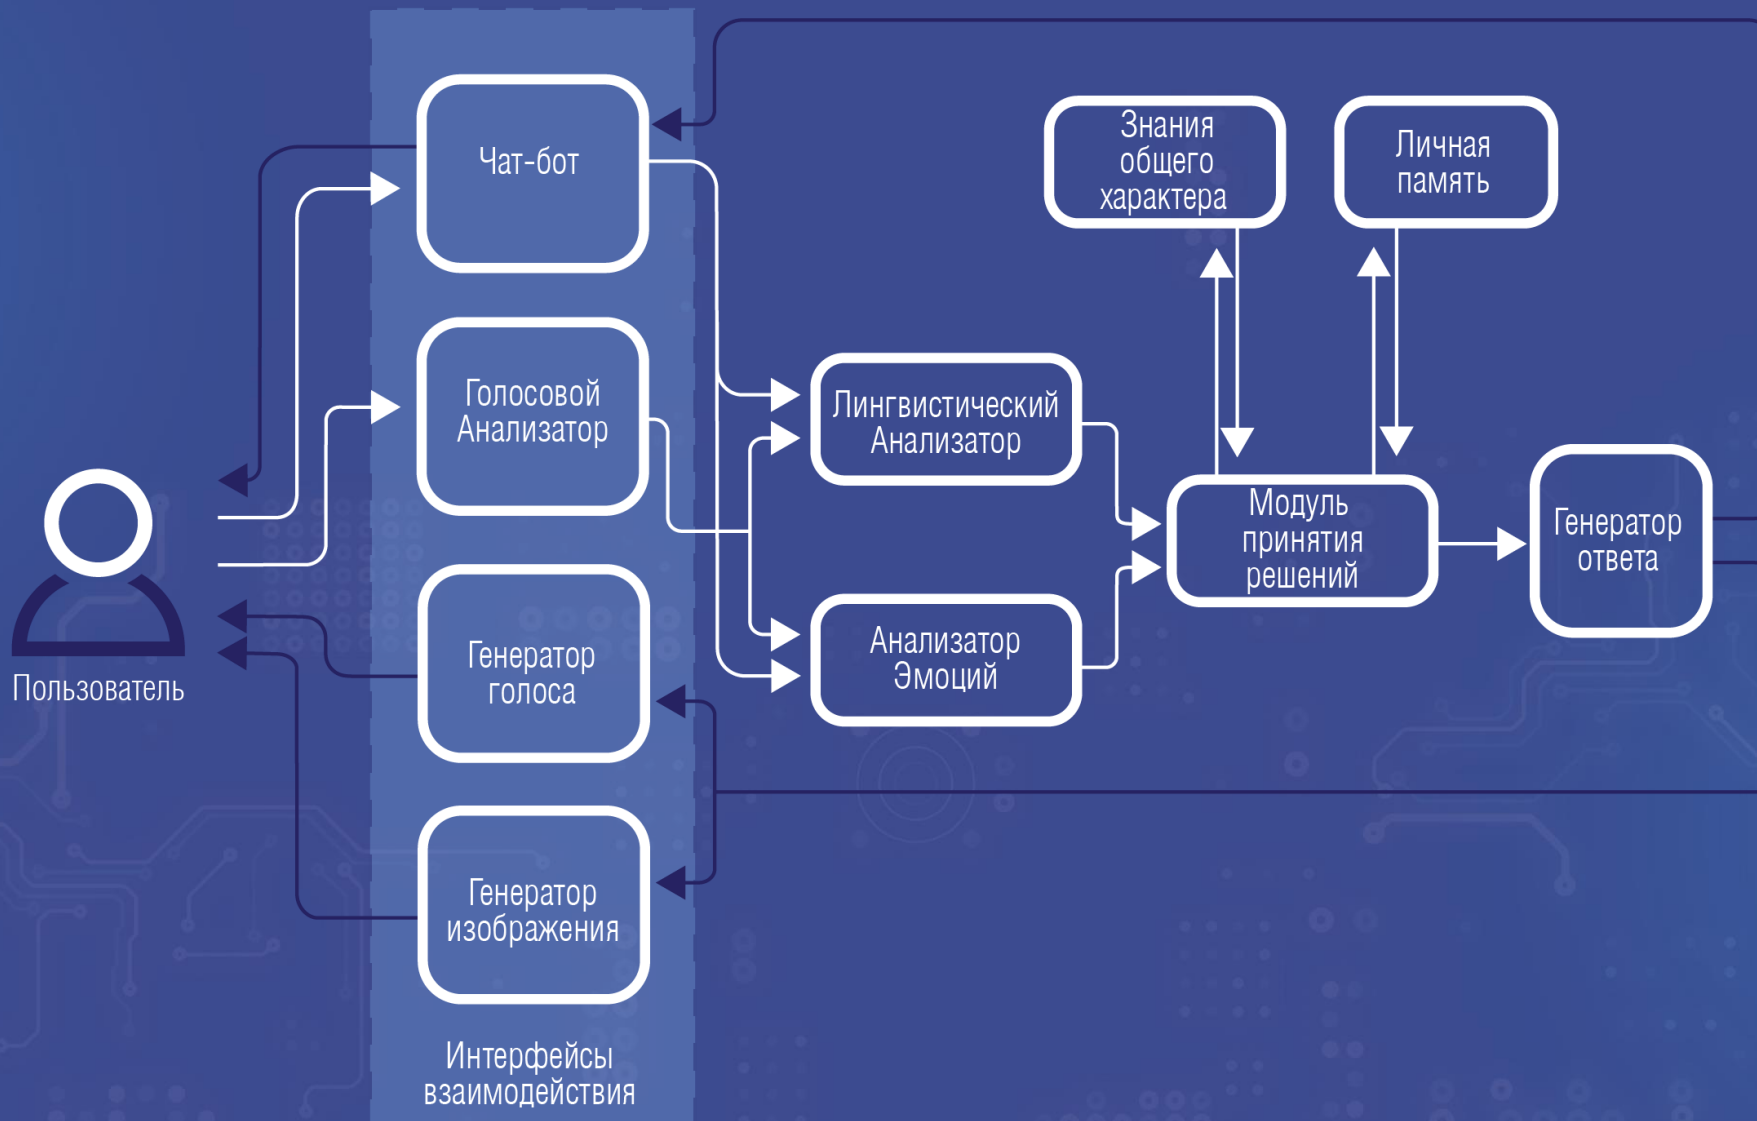 Чат-бот
Знания
общего
характера
Личная
память
Голосовой
Анализатор
Лингвистический
Анализатор
Модуль
принятия
решений
Генератор
ответа
Пользователь
Генератор
голоса
Анализатор
Эмоций
Генератор
изображения
Интерфейсы
взаимодействия